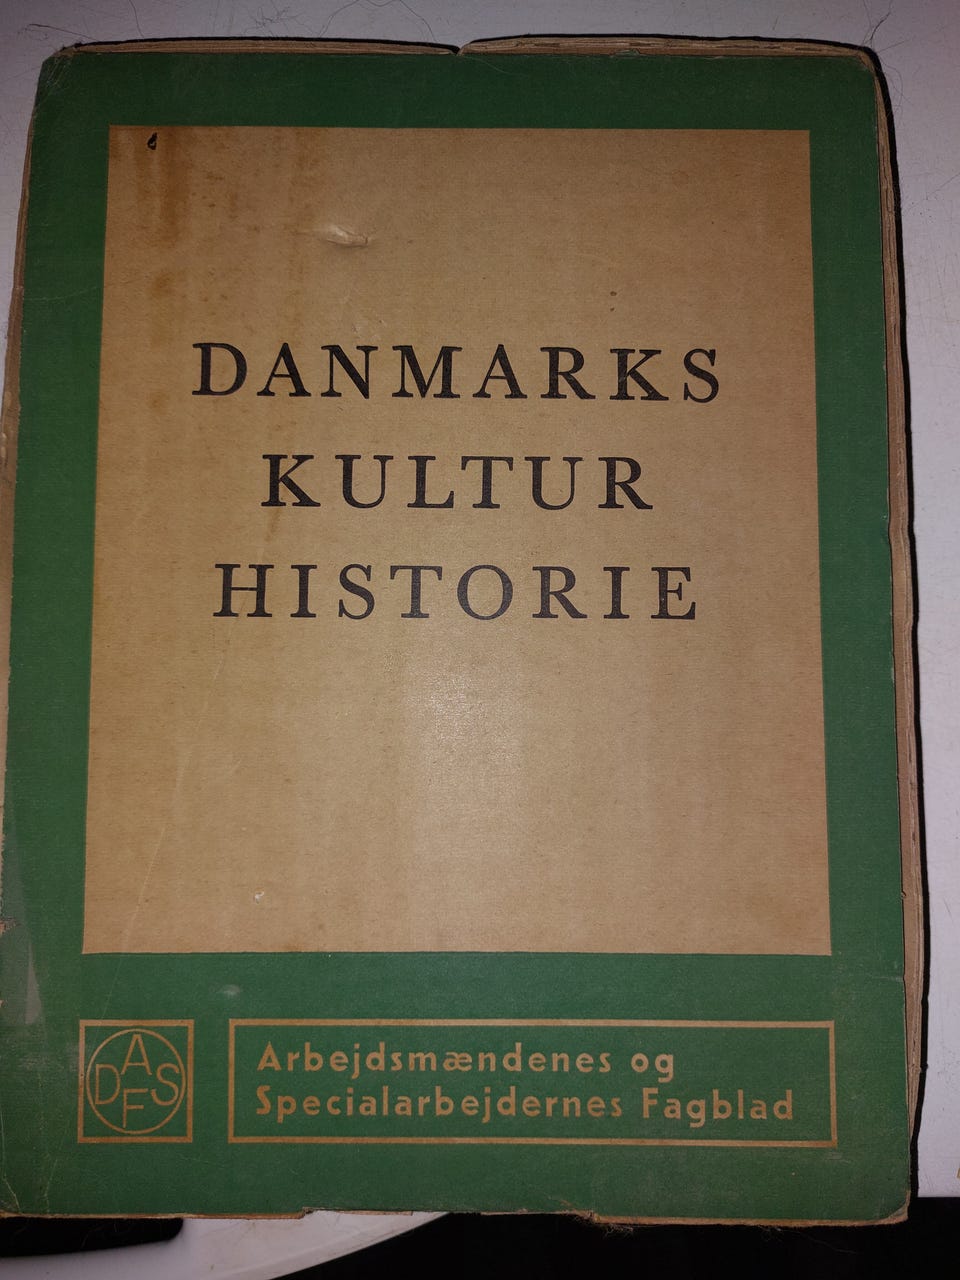 DANMARKS
KULTUR
HISTORIE
DASF
Arbejdsmændenes og
Specialarbejdernes Fagblad